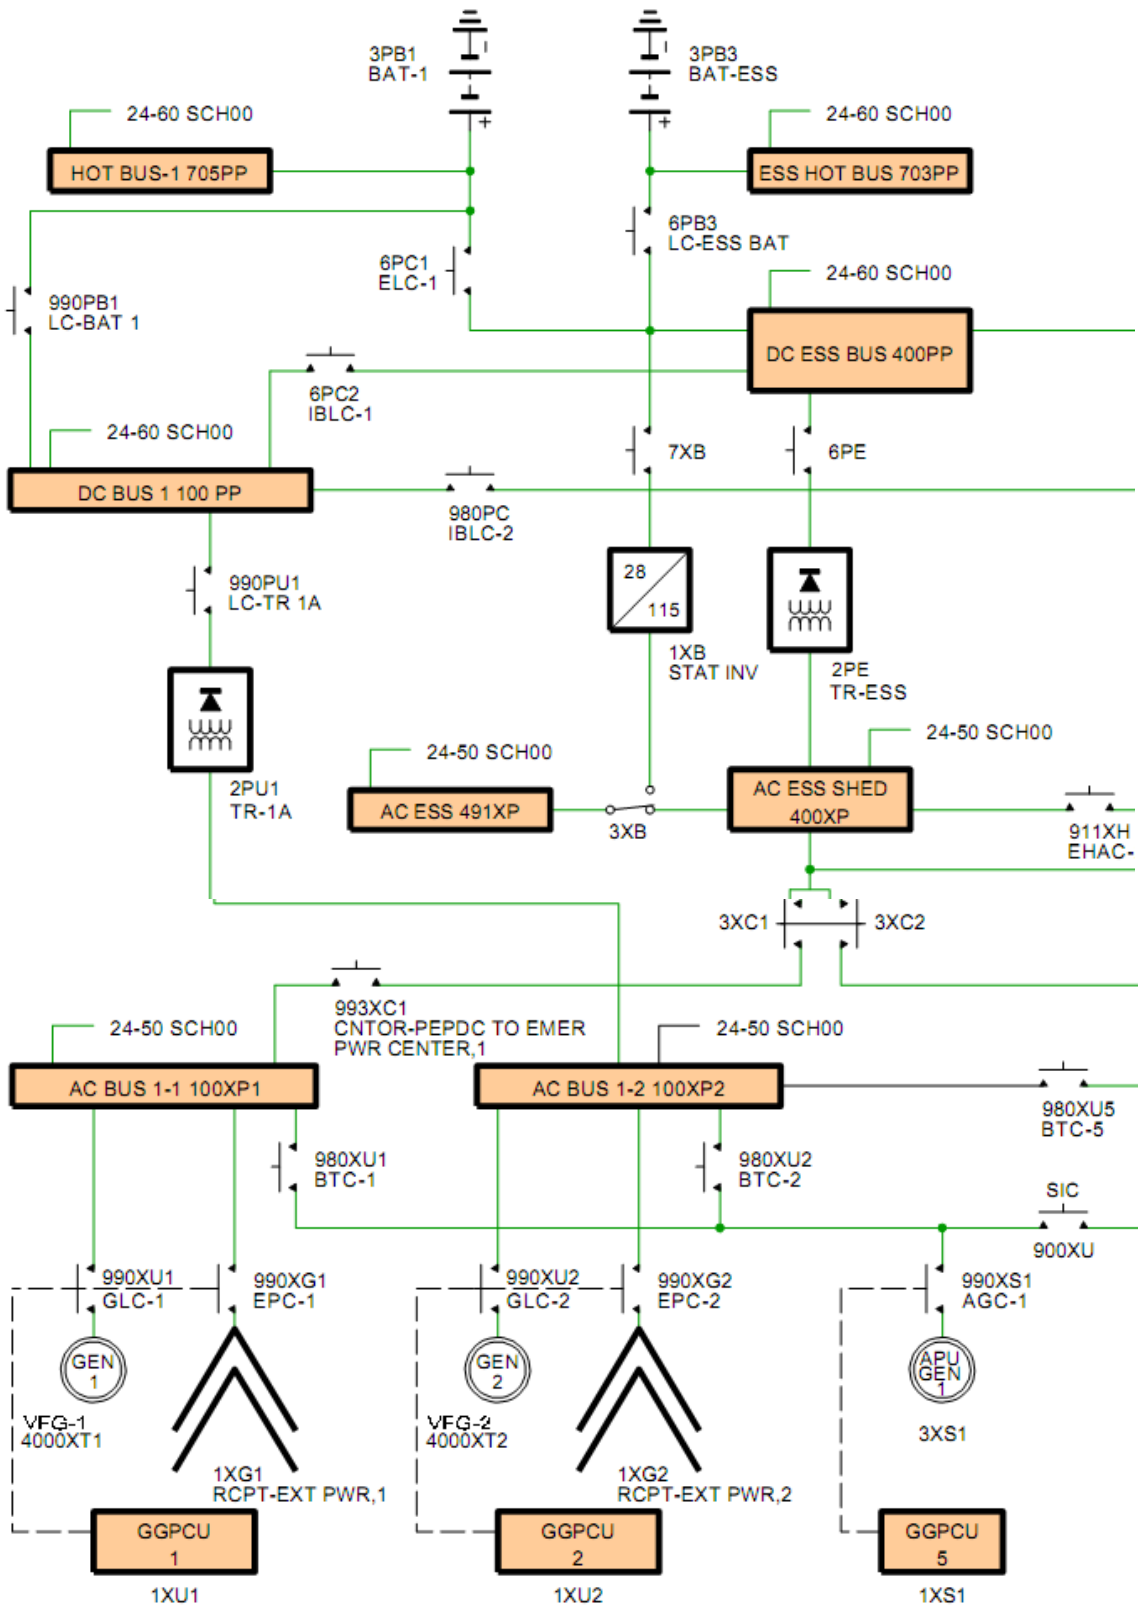 3PB1
BAT-1
3PB3
BAT-ESS
24-60 SCH00
24-60 SCH00
HOT BUS-1 705PP
ESS HOT BUS 703PP
6PB3
LC-ESS BAT
6PC1
ELC-1
24-60 SCH00
990PB1
LC-BAT 1
DC ESS BUS 400PP
6PC2
IBLC-1
24-60 SCH00
7XB
6PE
DC BUS 1 100 PP
980PC
IBLC-2
990PU1
LC-TR 1A
28
115
1XB
STAT INV
2PE
TR-ESS
24-50 SCH00
24-50 SCH00
2PU1
TR-1A
AC ESS 491XP
3XB
AC ESS SHED
400XP
911XH
EHAC-
3XC1
3XC2
993XC1
CNTOR-PEPDC TO EMER
PWR CENTER,1
24-50 SCH00
24-50 SCH00
AC BUS 1-1 100XP1
AC BUS 1-2 100XP2
980XU5
BTC-5
980XU1
BTC-1
980XU2
BTC-2
SIC
900XU
990XU1
GLC-1
990XG1
EPC-1
990XU2
GLC-2
990XG2
EPC-2
990XS1
AGC-1
GEN
1
GEN
2
APU
GEN
1
VFG-1
4000XT1
VFG-2
4000XT2
3XS1
1XG1
RCPT-EXT PWR,1
1XG2
RCPT-EXT PWR,2
GGPCU
1
GGPCU
2
GGPCU
5
1XU1
1XU2
1XS1